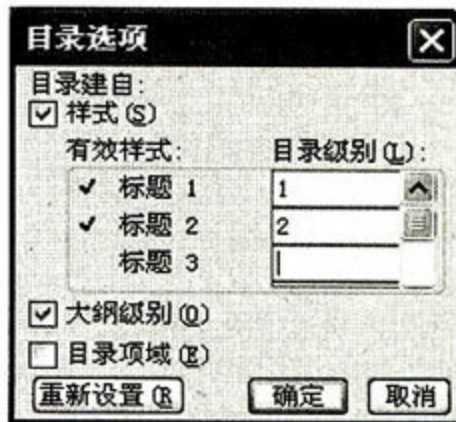 目录选项
目录建自:
样式(S)
有效样式: 目录级别(L):
标题 1 1
标题 2 2
标题 3
大纲级别(O)
目录项域(E)
重新设置(R 确定 取消